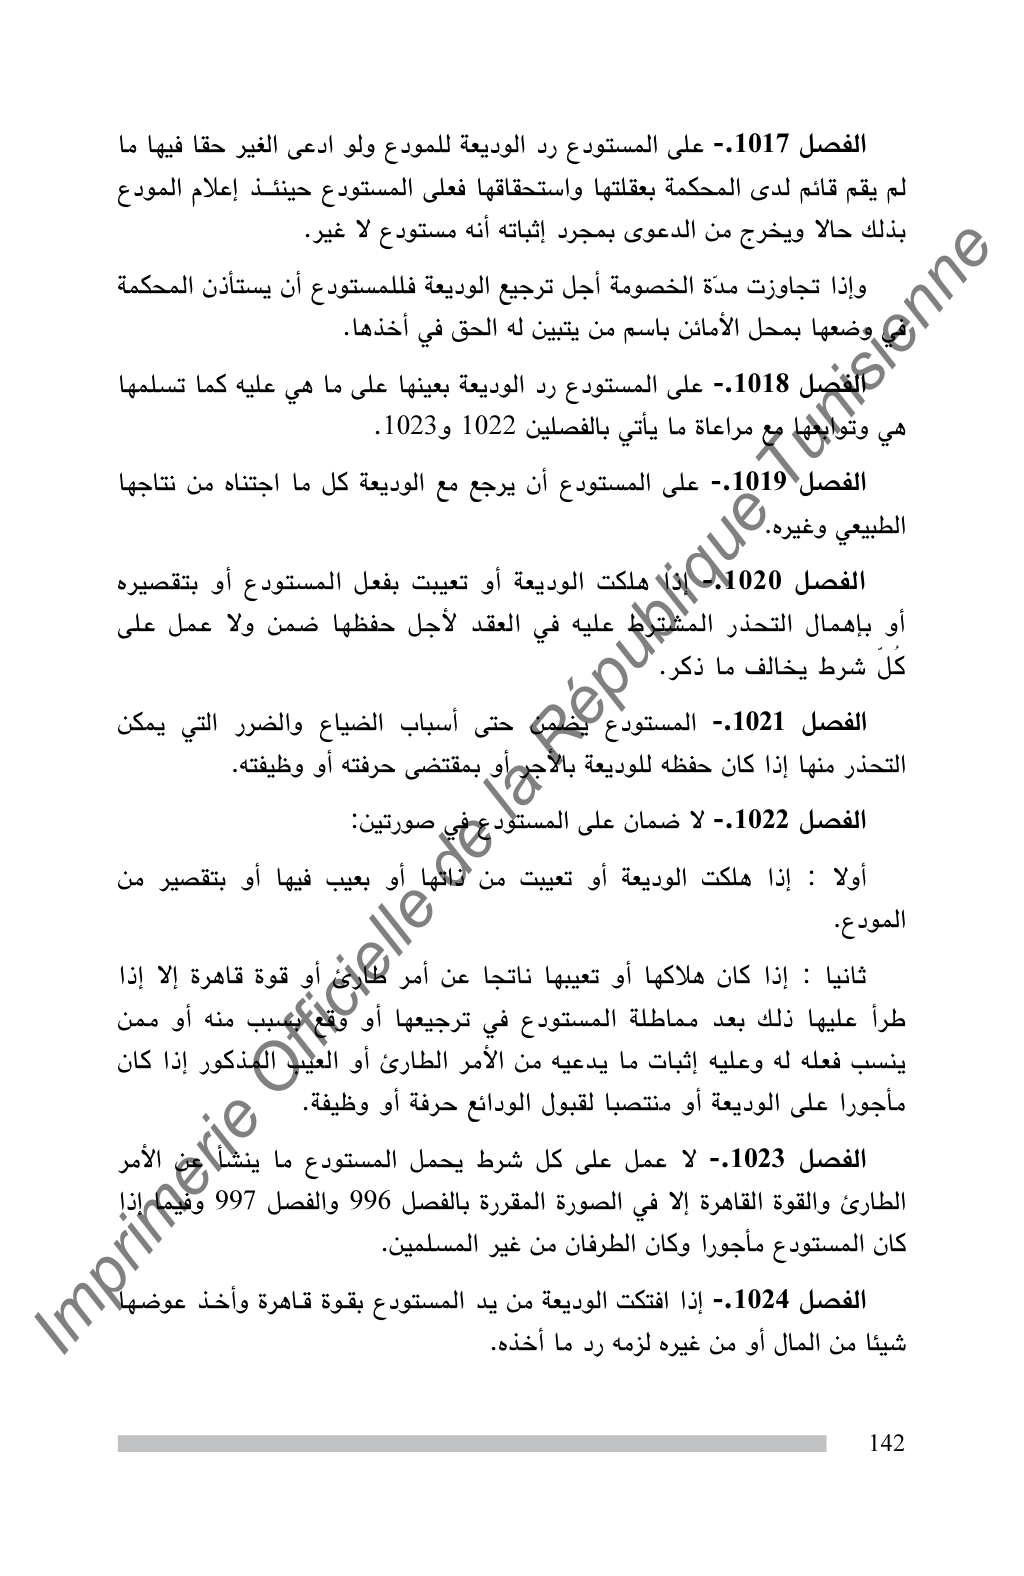 الفصل 1017.- على المستودع رد الوديعة للمودع ولو ادعى الغير حقا فيها ما
لم يقم قائم لدى المحكمة بعقلتها واستحقاقها فعلى المستودع حينئـذ إعلام المودع
بذلك حالا ويخرج من الدعوى بمجرد إثباته أنه مستودع لا غير.
وإذا تجاوزت مدّة الخصومة أجل ترجيع الوديعة فللمستودع أن يستأذن المحكمة
في وضعها بمحل الأمائن باسم من يتبين له الحق في أخذها.
الفصل 1018.- على المستودع رد الوديعة بعينها على ما هي عليه كما تسلمها
هي وتوابعها مع مراعاة ما يأتي بالفصلين 1022 و1023.
الفصل 1019.- على المستودع أن يرجع مع الوديعة كل ما اجتناه من نتاجها
الطبيعي وغيره.
الفصل 1020.- إذا هلكت الوديعة أو تعيبت بفعل المستودع أو بتقصيره
أو بإهمال التحذر المشترط عليه في العقد لأجل حفظها ضمن ولا عمل على
كُلّ شرط يخالف ما ذكر.
الفصل 1021.- المستودع يضمن حتى أسباب الضياع والضرر التي يمكن
التحذر منها إذا كان حفظه للوديعة بالأجر أو بمقتضى حرفته أو وظيفته.
الفصل 1022.- لا ضمان على المستودع في صورتين:
أولا : إذا هلكت الوديعة أو تعيبت من ذاتها أو بعيب فيها أو بتقصير من
المودع.
ثانيا : إذا كان هلاكها أو تعيبها ناتجا عن أمر طارئ أو قوة قاهرة إلا إذا
طرأ عليها ذلك بعد مماطلة المستودع في ترجيعها أو وقع بسبب منه أو ممن
ينسب فعله له وعليه إثبات ما يدعيه من الأمر الطارئ أو العيب المذكور إذا كان
مأجورا على الوديعة أو منتصبا لقبول الودائع حرفة أو وظيفة.
الفصل 1023.- لا عمل على كل شرط يحمل المستودع ما ينشأ عن الأمر
الطارئ والقوة القاهرة إلا في الصورة المقررة بالفصل 996 والفصل 997 وفيما إذا
كان المستودع مأجورا وكان الطرفان من غير المسلمين.
الفصل 1024.- إذا افتكت الوديعة من يد المستودع بقـوة قـاهرة وأخـذ عوضـها
شيئا من المال أو من غيره لزمه رد ما أخذه.
142
Imprimerie Officielle de la République Tunisienne